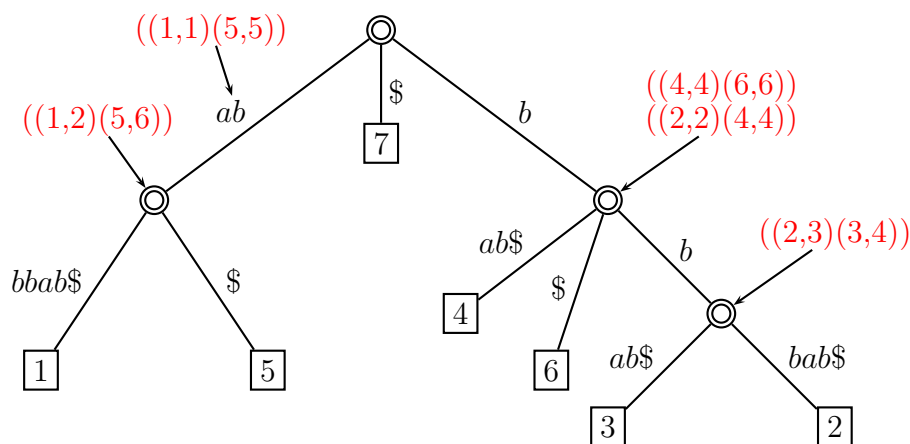 ((1,1)(5,5))
ab
$
b
((4,4)(6,6))
((2,2)(4,4))
((1,2)(5,6))
7
bbab$
$
ab$
$
b
((2,3)(3,4))
4
1
5
6
ab$
bab$
3
2